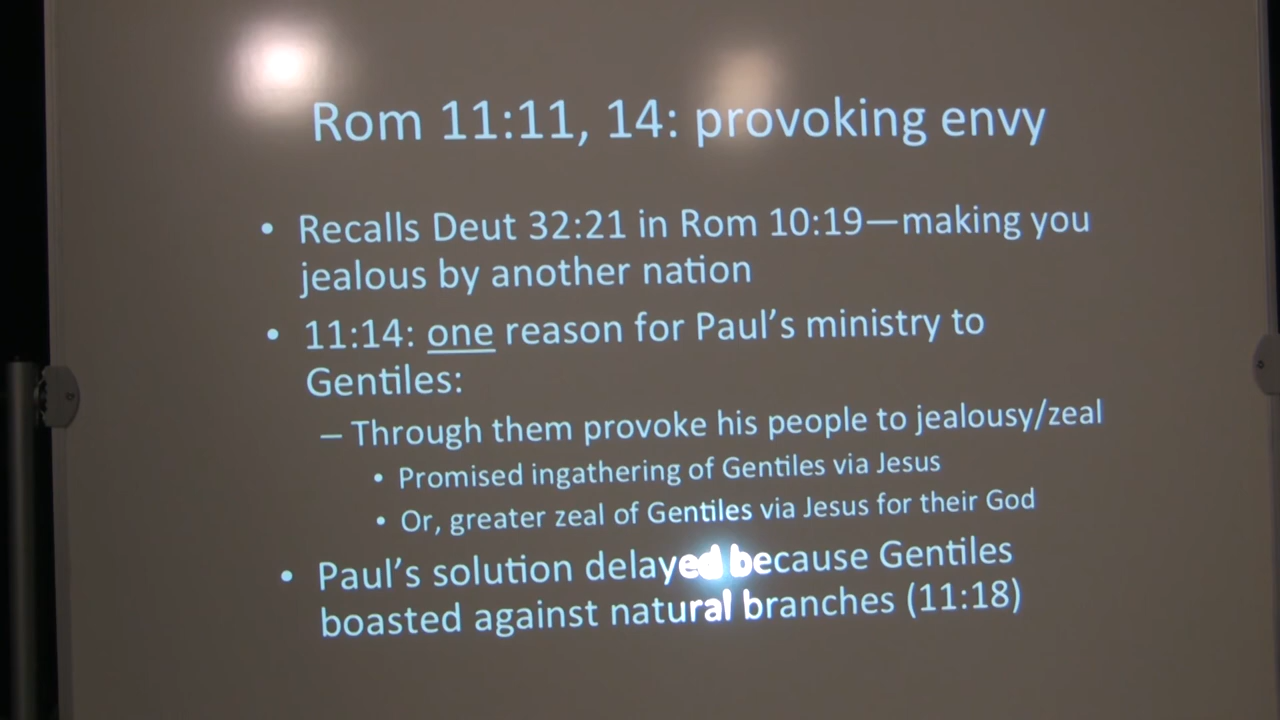 Rom 11:11, 14: provoking envy
• Recalls Deut 32:21 in Rom 10:19—making you
jealous by another nation
• 11:14: one reason for Paul’s ministry to
Gentiles:
– Through them provoke his people to jealousy/zeal
• Promised ingathering of Gentiles via Jesus
• Or, greater zeal of Gentiles via Jesus for their God
• Paul’s solution delayed because Gentiles
boasted against natural branches (11:18)